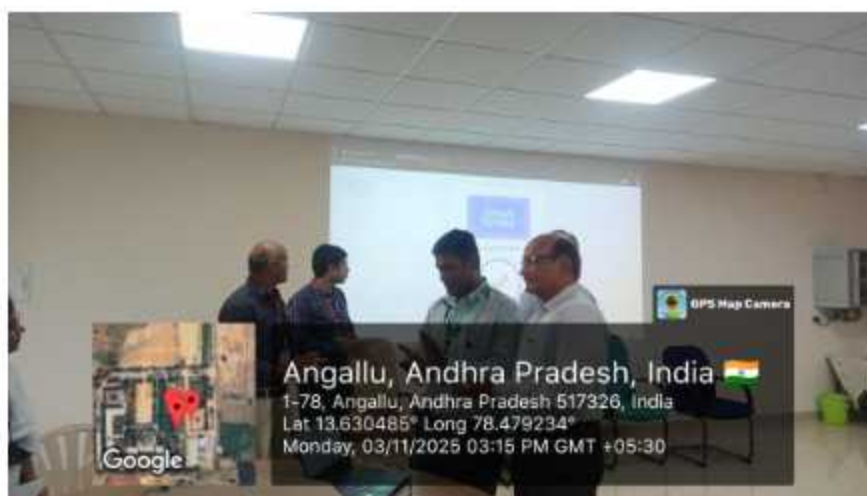 GPS Map Camera
Angallu, Andhra Pradesh, India
1-78, Angallu, Andhra Pradesh 517326, India
Lat 13.630485° Long 78.479234°
Monday, 03/11/2025 03:15 PM GMT +05:30
Google